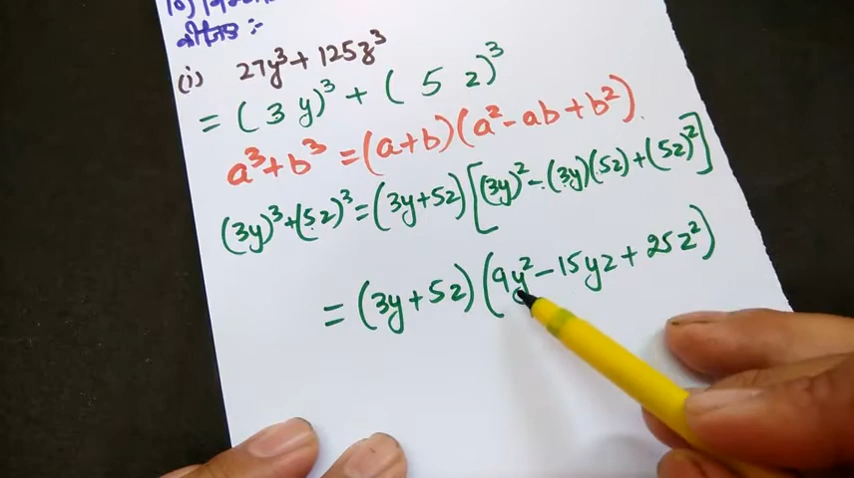 10)
कीजिए :-
(i) 27y³ + 125z³
= (3y)³ + (5z)³
a³ + b³ = (a+b)(a² - ab + b²)
(3y)³ + (5z)³ = (3y+5z)[(3y)² - (3y)(5z) + (5z)²]
= (3y+5z)(9y² - 15yz + 25z²)